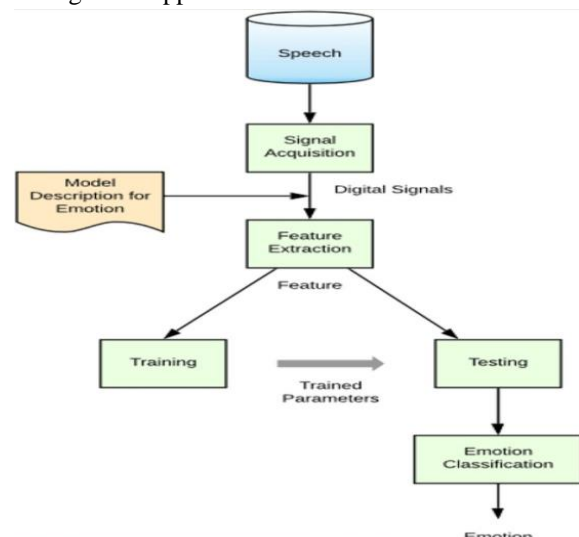 Speech
Signal
Acquisition
Model
Description for
Emotion
Digital Signals
Feature
Extraction
Feature
Training
Testing
Trained
Parameters
Emotion
Classification
Emotion